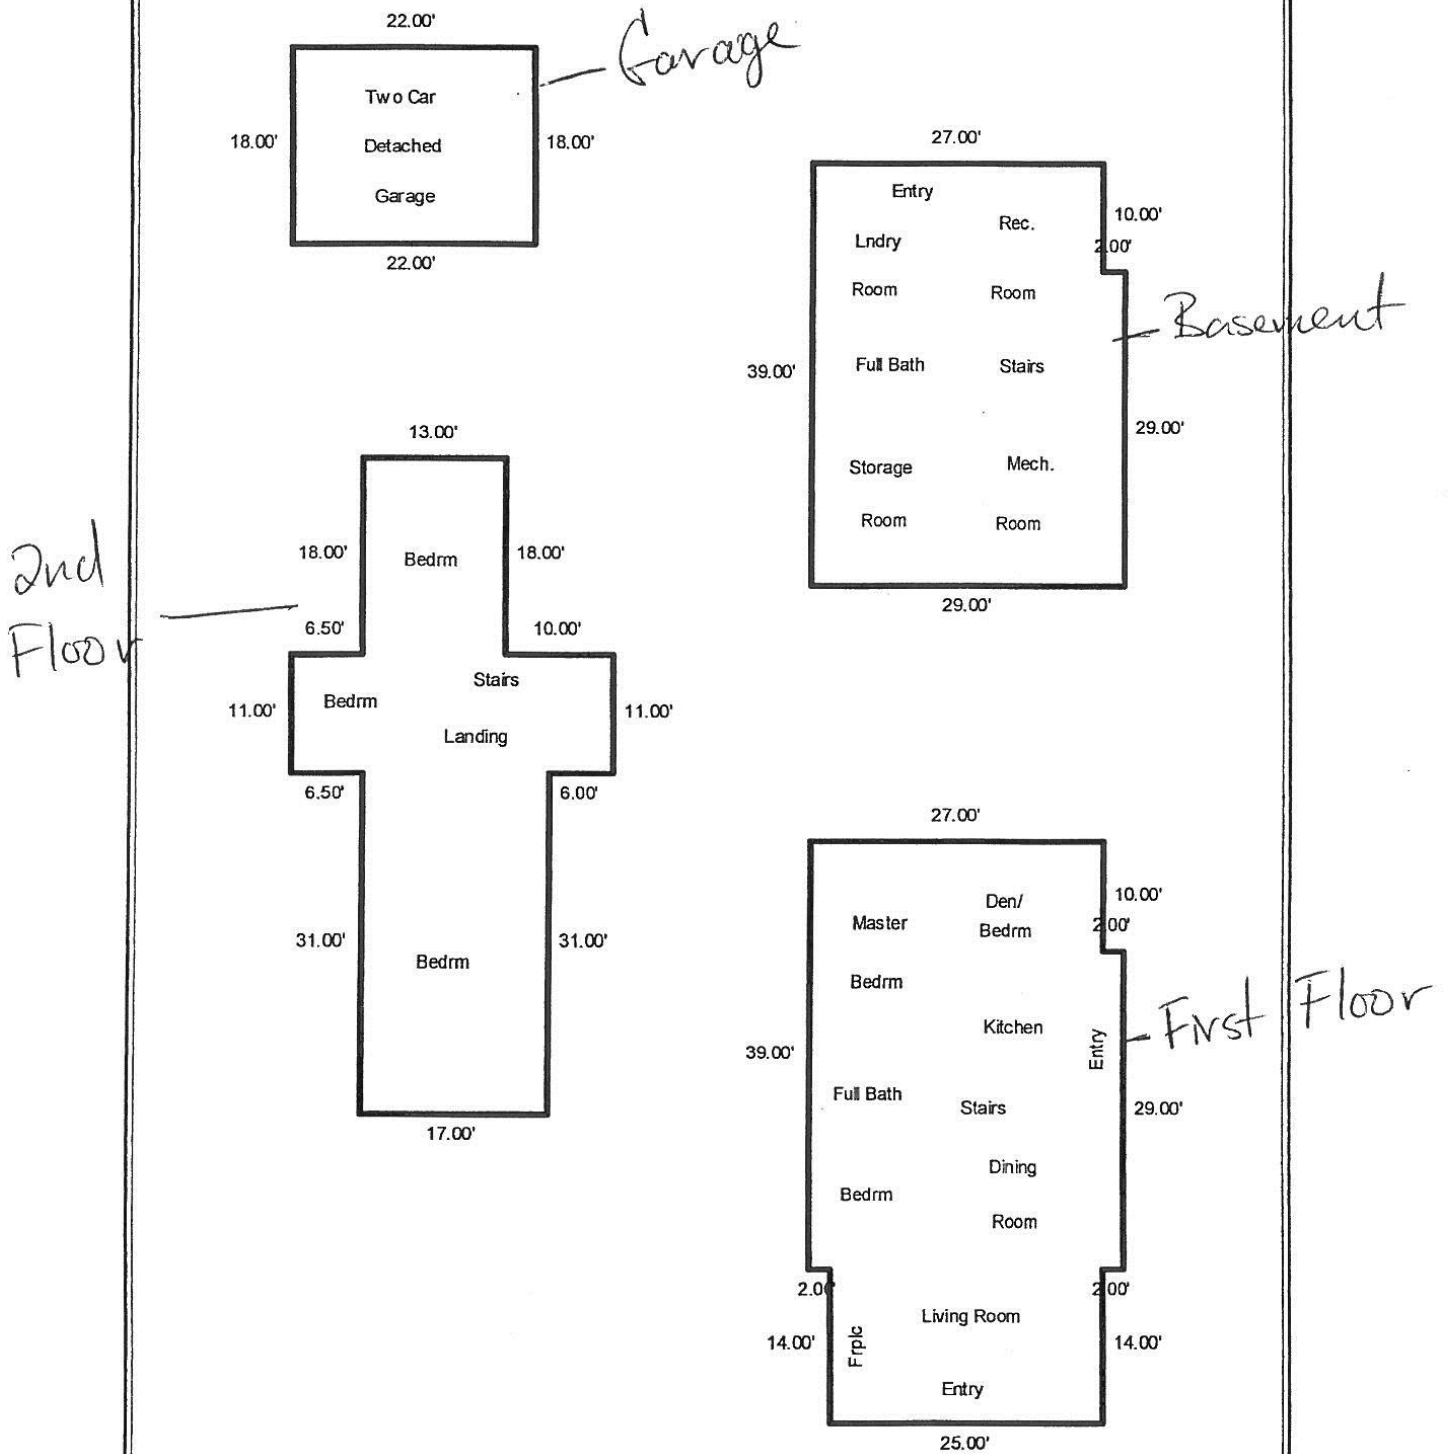 22.00'
Garage
18.00'
Two Car
Detached
Garage
18.00'
22.00'
27.00'
Entry
Rec.
10.00'
Lndry
2.00'
Room
Room
Basement
39.00'
Full Bath
Stairs
29.00'
Storage
Mech.
Room
Room
29.00'
2nd
Floor
13.00'
18.00'
Bedrm
18.00'
6.50'
10.00'
Stairs
Bedrm
11.00'
11.00'
Landing
6.50'
6.00'
31.00'
31.00'
Bedrm
17.00'
27.00'
Den/
10.00'
Master
Bedrm
2.00'
Bedrm
Kitchen
Entry
First Floor
39.00'
Full Bath
Stairs
29.00'
Dining
Bedrm
Room
2.00'
2.00'
Living Room
14.00'
Frplc
14.00'
Entry
25.00'